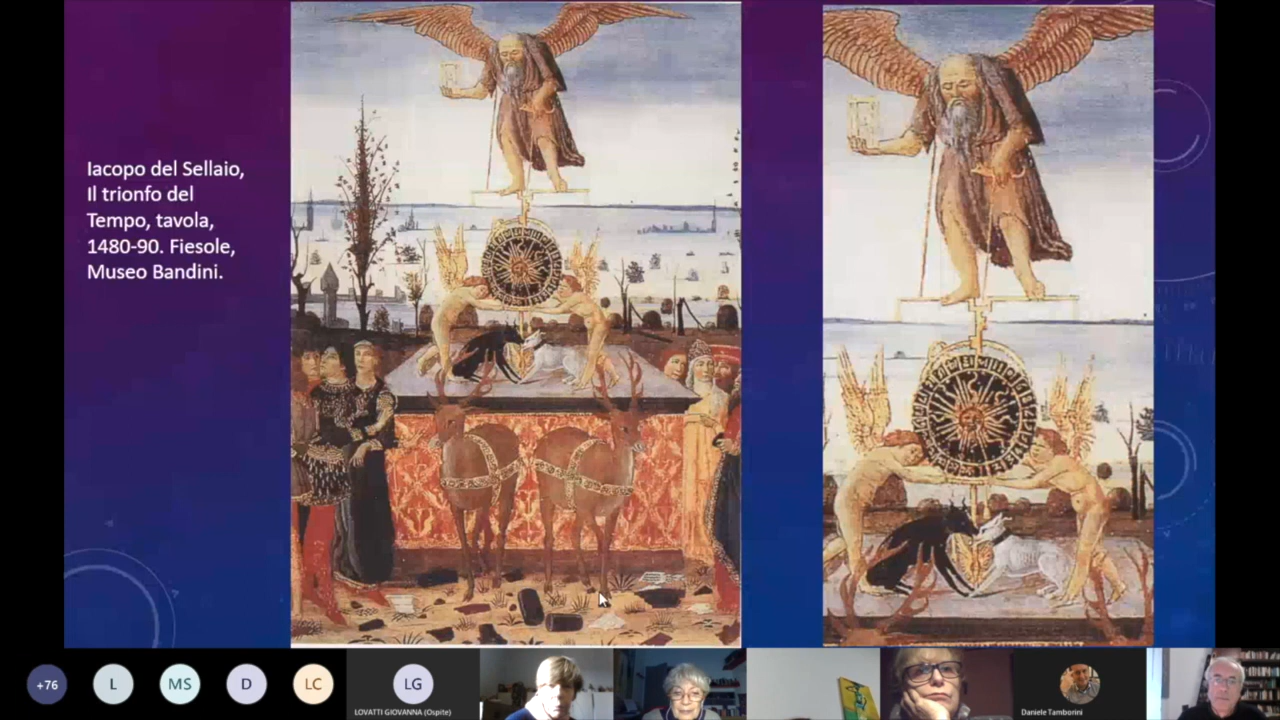 Iacopo del Sellaio,
Il trionfo del
Tempo, tavola,
1480-90. Fiesole,
Museo Bandini.
+76
L
MS
D
LC
LG
LOVATTI GIOVANNA (Ospite)
Daniele Tamborini